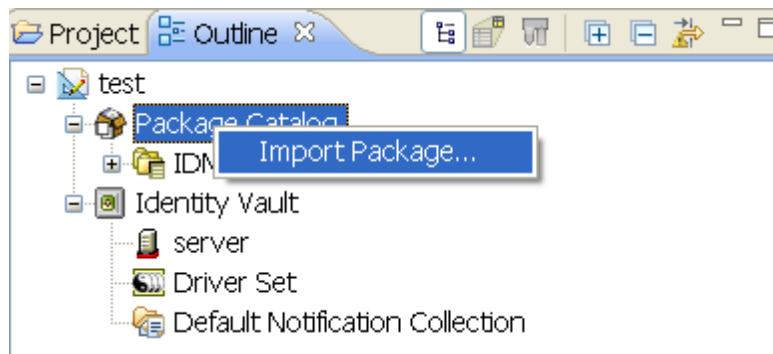 Project Outline
test
Package Catalog
Import Package...
IDM
Identity Vault
server
Driver Set
Default Notification Collection